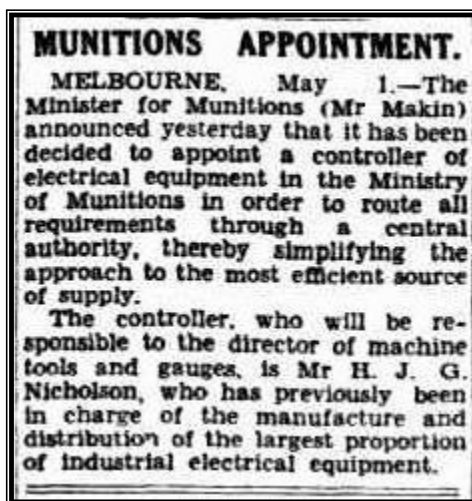 MUNITIONS APPOINTMENT.
MELBOURNE, May 1.—The
Minister for Munitions (Mr Makin)
announced yesterday that it has been
decided to appoint a controller of
electrical equipment in the Ministry
of Munitions in order to route all
requirements through a central
authority, thereby simplifying the
approach to the most efficient source
of supply.
The controller, who will be re-
sponsible to the director of machine
tools and gauges, is Mr H. J. G.
Nicholson, who has previously been
in charge of the manufacture and
distribution of the largest proportion
of industrial electrical equipment.